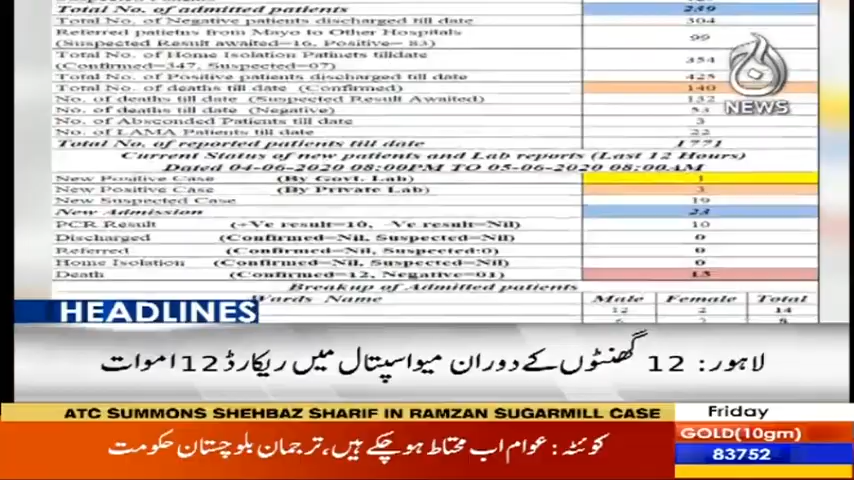 Total No. of admitted patients 239
No. of Negative patients discharged till date 304
Referred patietns from Mayo to Other Hospitals
(Suspected Result awaited=16, Positive= 83) 99
Total No. of Home Isolation Patinets tilldate
(Confirmed=347, Suspected=07) 354
Total No. of Positive patients discharged till date 425
Total No. of deaths till date (Confirmed) 140
No. of deaths till date (Suspected Result Awaited) 132
No. of deaths till date (Negative) 53
No. of Absconded Patients till date 3
No. of LAMA Patients till date 22
Total No. of reported patients till date 1771
Current Status of new patients and Lab reports (Last 12 Hours)
Dated 04-06-2020 08:00PM TO 05-06-2020 08:00AM
New Positive Case (By Govt. Lab) 1
New Positive Case (By Private Lab) 3
New Suspected Case 19
New Admission 23
PCR Result (+Ve result=10, -Ve result=Nil) 10
Discharged (Confirmed=Nil, Suspected=Nil) 0
Referred (Confirmed=Nil, Suspected:0) 0
Home Isolation (Confirmed=Nil, Suspected=Nil) 0
Death (Confirmed=12, Negative=01) 13
Breakup of Admitted patients
Wards Name Male Female Total
12 2 14
NEWS
HEADLINES
لاہور: 12 گھنٹوں کے دوران میو اسپتال میں ریکارڈ 12 اموات
ATC SUMMONS SHEHBAZ SHARIF IN RAMZAN SUGARMILL CASE
Friday
GOLD(10gm)
83752
کوئٹہ: عوام اب محتاط ہو چکے ہیں، ترجمان بلوچستان حکومت